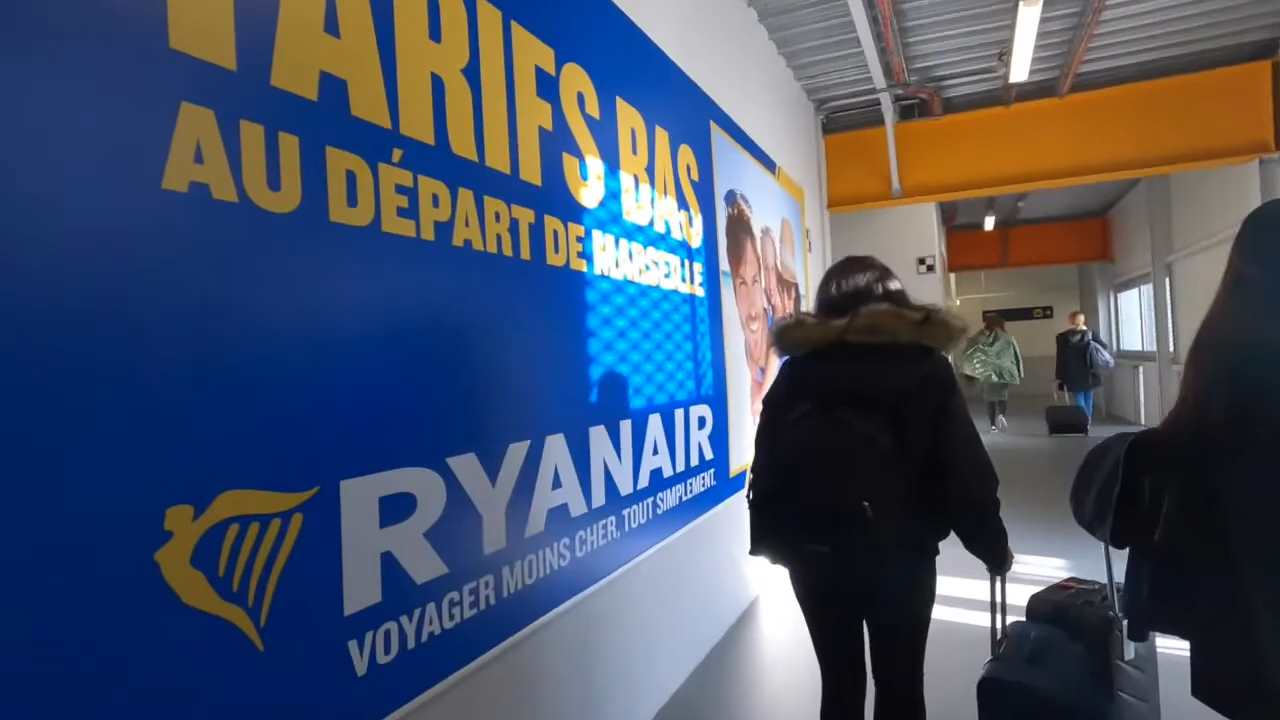 TARIFS BAS
AU DÉPART DE MARSEILLE
RYANAIR
VOYAGER MOINS CHER, TOUT SIMPLEMENT.